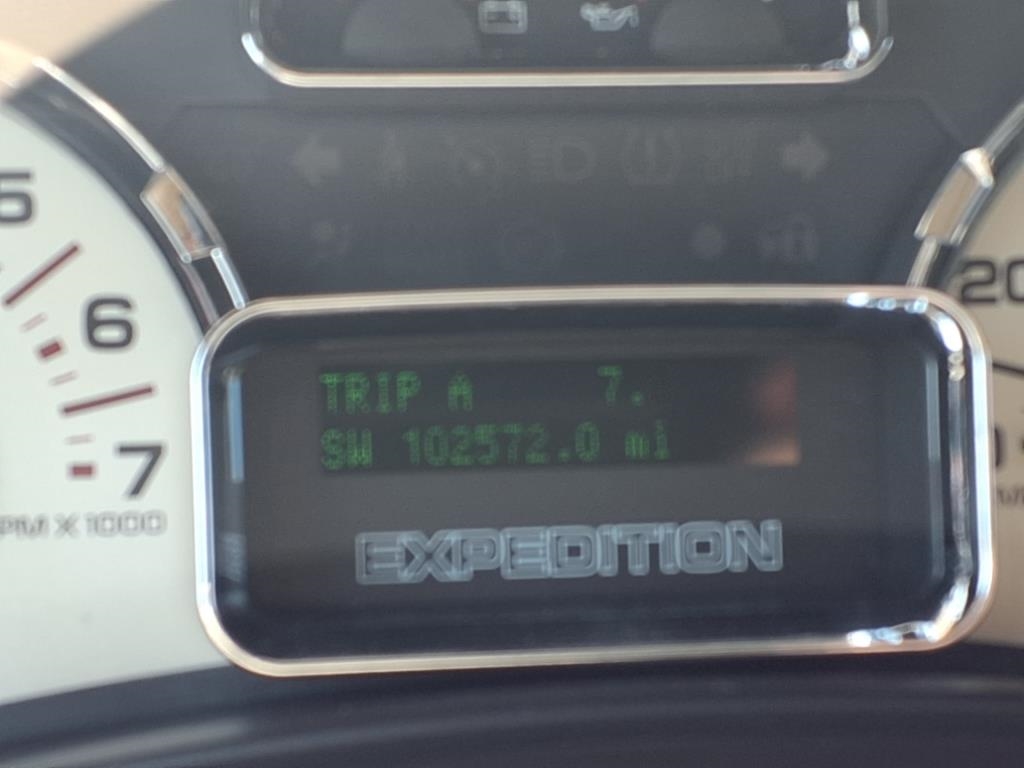 5
6
7
RPM X 1000
20
TRIP A 7.
SW 102572.0 mi
EXPEDITION